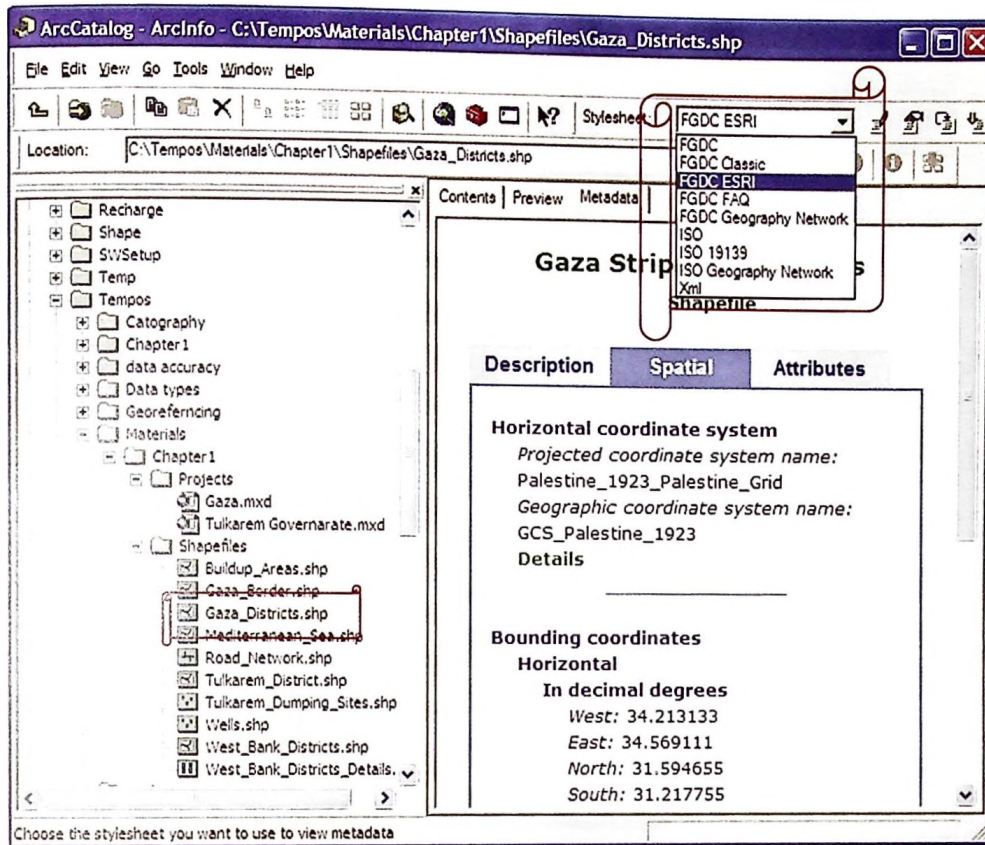 ArcCatalog - ArcInfo - C:\Tempos\Materials\Chapter1\Shapefiles\Gaza_Districts.shp
File Edit View Go Tools Window Help
Stylesheet: FGDC ESRI
Location: C:\Tempos\Materials\Chapter1\Shapefiles\Gaza_Districts.shp
FGDC
FGDC Classic
FGDC ESRI
FGDC FAQ
FGDC Geography Network
ISO
ISO 19139
ISO Geography Network
Xml
Recharge
Shape
SWSetup
Temp
Tempos
Catography
Chapter1
data accuracy
Data types
Georeferncing
Materials
Chapter1
Projects
Gaza.mxd
Tulkarem Governarate.mxd
Shapefiles
Buildup_Areas.shp
Gaza_Border.shp
Gaza_Districts.shp
Mediterranean_Sea.shp
Road_Network.shp
Tulkarem_District.shp
Tulkarem_Dumping_Sites.shp
Wells.shp
West_Bank_Districts.shp
West_Bank_Districts_Details.
Contents Preview Metadata
Gaza Strip
Shapefile
Description Spatial Attributes
Horizontal coordinate system
Projected coordinate system name:
Palestine_1923_Palestine_Grid
Geographic coordinate system name:
GCS_Palestine_1923
Details
Bounding coordinates
Horizontal
In decimal degrees
West: 34.213133
East: 34.569111
North: 31.594655
South: 31.217755
Choose the stylesheet you want to use to view metadata